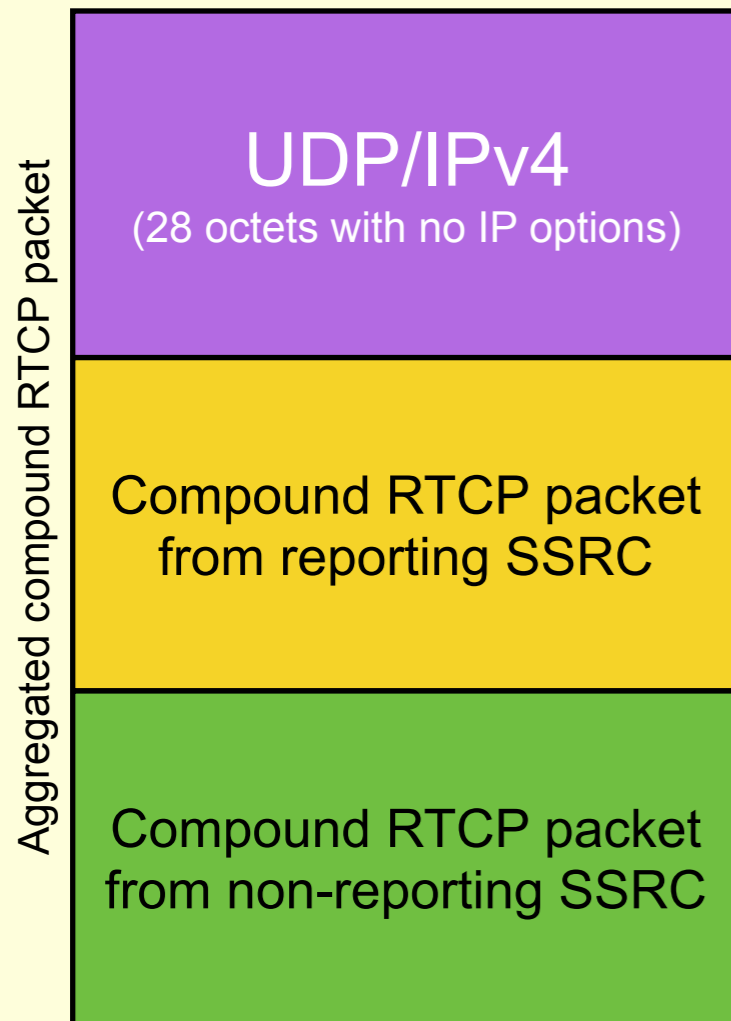 Aggregated compound RTCP packet
UDP/IPv4
(28 octets with no IP options)
Compound RTCP packet
from reporting SSRC
Compound RTCP packet
from non-reporting SSRC